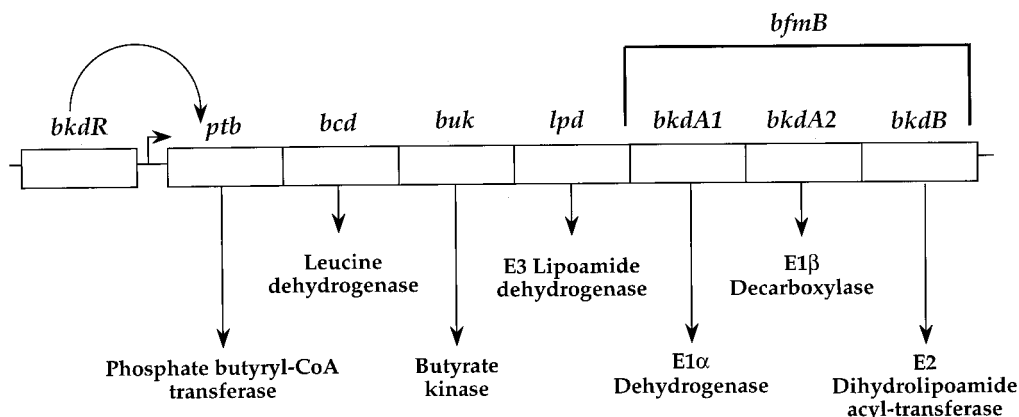 bfmB
bkdR ptb bcd buk lpd bkdA1 bkdA2 bkdB
Leucine
dehydrogenase
E3 Lipoamide
dehydrogenase
E1β
Decarboxylase
Phosphate butyryl-CoA
transferase
Butyrate
kinase
E1α
Dehydrogenase
E2
Dihydrolipoamide
acyl-transferase